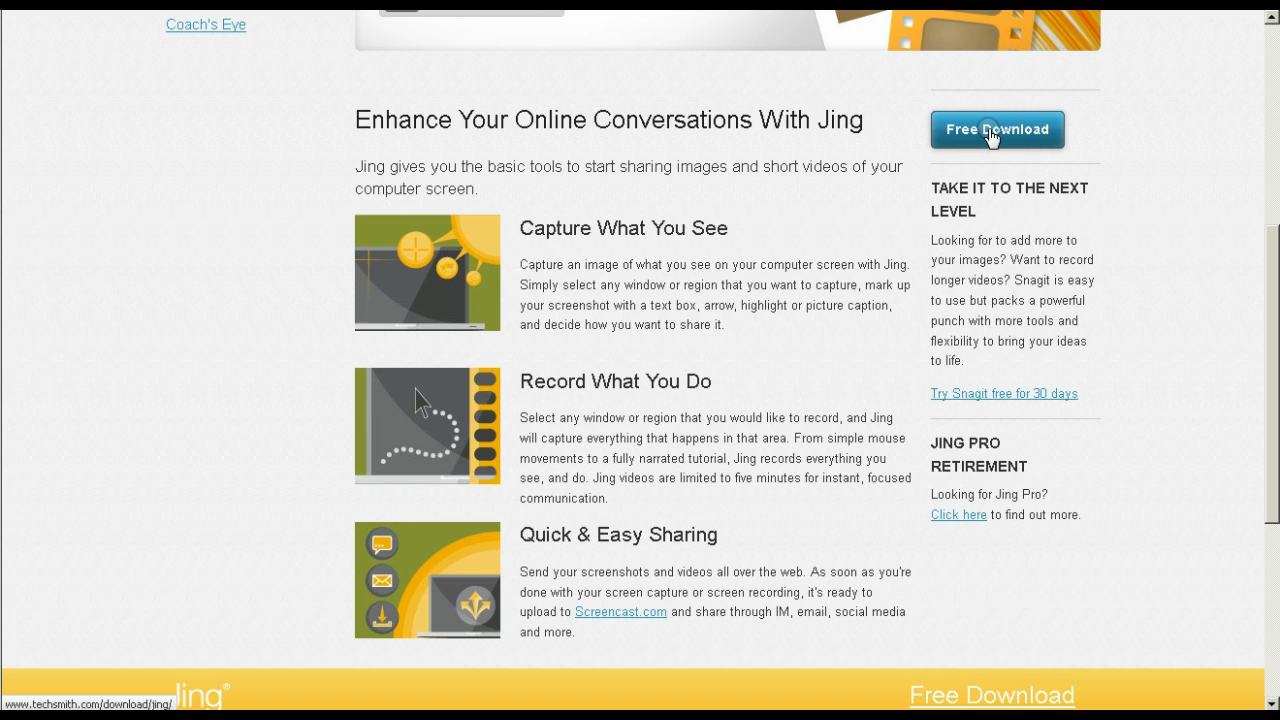 Coach's Eye
Enhance Your Online Conversations With Jing
Jing gives you the basic tools to start sharing images and short videos of your
computer screen.
Capture What You See
Capture an image of what you see on your computer screen with Jing.
Simply select any window or region that you want to capture, mark up
your screenshot with a text box, arrow, highlight or picture caption,
and decide how you want to share it.
Record What You Do
Select any window or region that you would like to record, and Jing
will capture everything that happens in that area. From simple mouse
movements to a fully narrated tutorial, Jing records everything you
see, and do. Jing videos are limited to five minutes for instant, focused
communication.
Quick & Easy Sharing
Send your screenshots and videos all over the web. As soon as you're
done with your screen capture or screen recording, it's ready to
upload to Screencast.com and share through IM, email, social media
and more.
Free Download
TAKE IT TO THE NEXT
LEVEL
Looking for to add more to
your images? Want to record
longer videos? Snagit is easy
to use but packs a powerful
punch with more tools and
flexibility to bring your ideas
to life.
Try Snagit free for 30 days
JING PRO
RETIREMENT
Looking for Jing Pro?
Click here to find out more.
Jing®
Free Download
www.techsmith.com/download/jing/